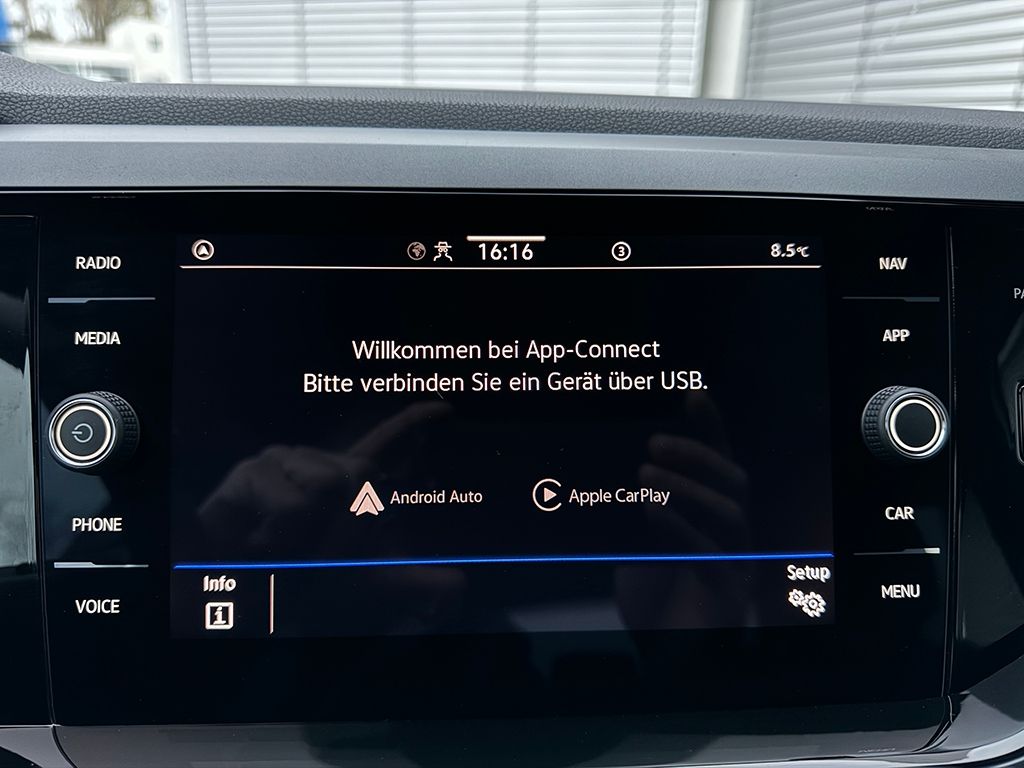 RADIO
MEDIA
PHONE
VOICE
16:16
3
8.5°C
Willkommen bei App-Connect
Bitte verbinden Sie ein Gerät über USB.
Android Auto
Apple CarPlay
Info
i
Setup
NAV
APP
CAR
MENU